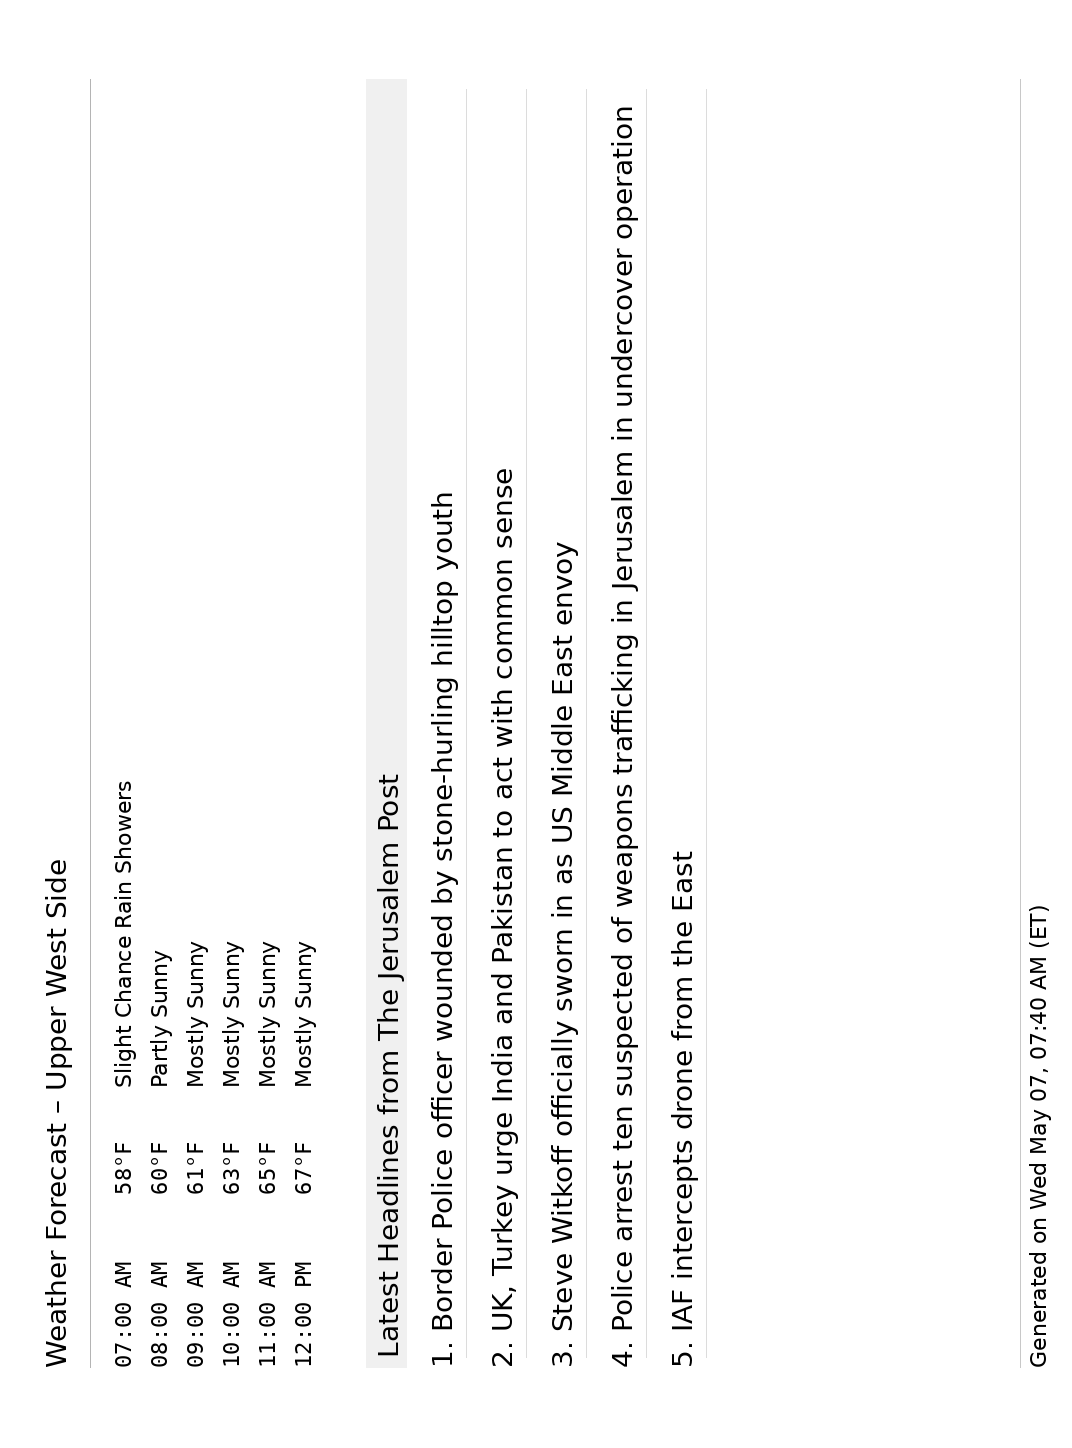 Weather Forecast – Upper West Side
07:00 AM 58°F Slight Chance Rain Showers
08:00 AM 60°F Partly Sunny
09:00 AM 61°F Mostly Sunny
10:00 AM 63°F Mostly Sunny
11:00 AM 65°F Mostly Sunny
12:00 PM 67°F Mostly Sunny
Latest Headlines from The Jerusalem Post
1. Border Police officer wounded by stone-hurling hilltop youth
2. UK, Turkey urge India and Pakistan to act with common sense
3. Steve Witkoff officially sworn in as US Middle East envoy
4. Police arrest ten suspected of weapons trafficking in Jerusalem in undercover operation
5. IAF intercepts drone from the East
Generated on Wed May 07, 07:40 AM (ET)